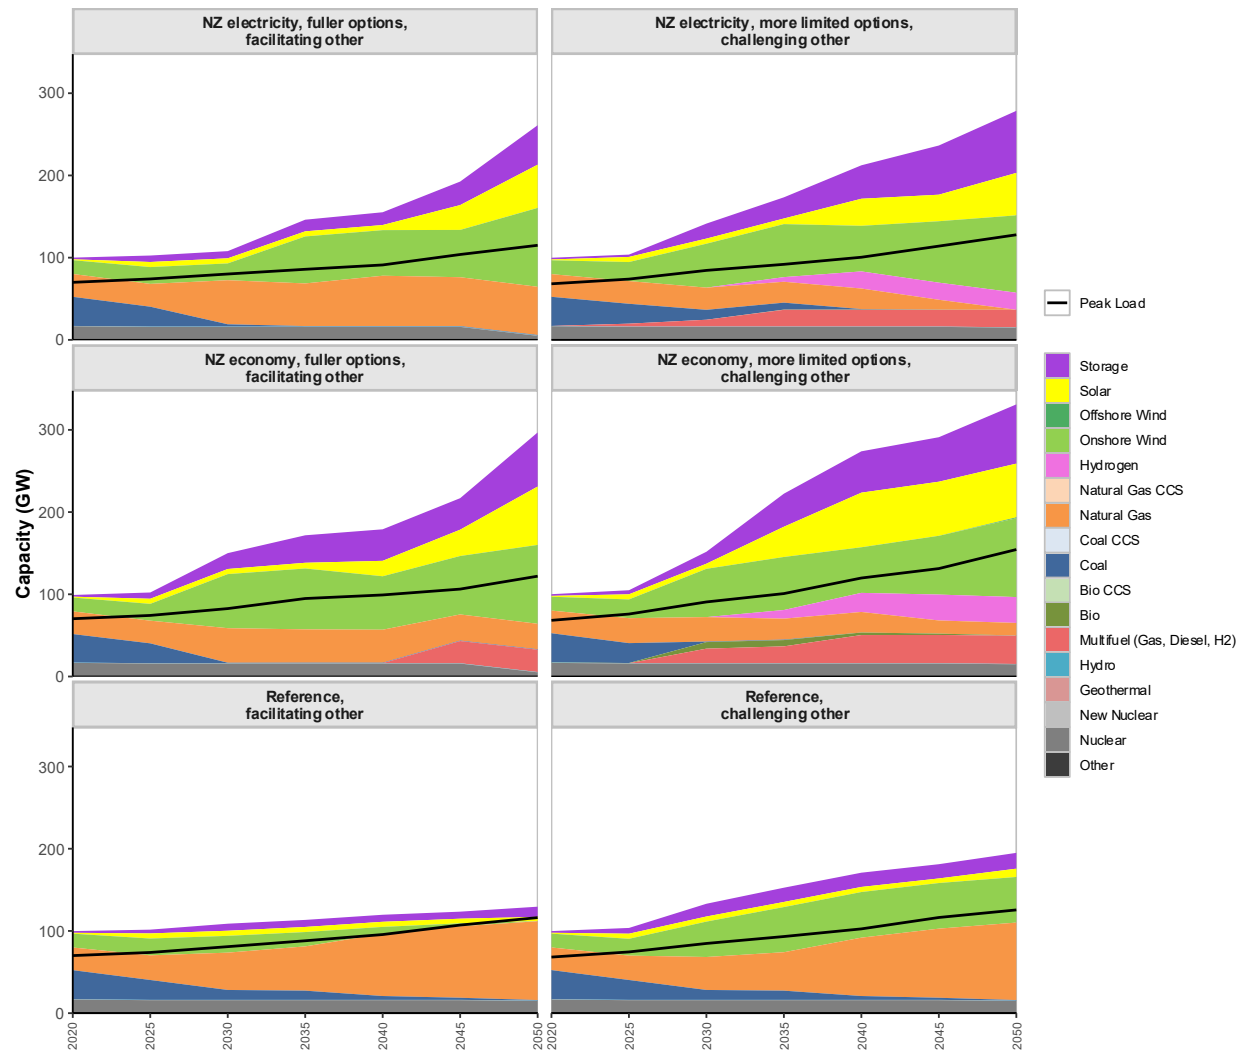 NZ electricity, fuller options,
facilitating other
NZ electricity, more limited options,
challenging other
300
200
100
0
NZ economy, fuller options,
facilitating other
NZ economy, more limited options,
challenging other
300
200
100
0
Reference,
facilitating other
Reference,
challenging other
300
200
100
0
Capacity (GW)
2020
2025
2030
2035
2040
2045
2050
2020
2025
2030
2035
2040
2045
2050
Peak Load
Storage
Solar
Offshore Wind
Onshore Wind
Hydrogen
Natural Gas CCS
Natural Gas
Coal CCS
Coal
Bio CCS
Bio
Multifuel (Gas, Diesel, H2)
Hydro
Geothermal
New Nuclear
Nuclear
Other